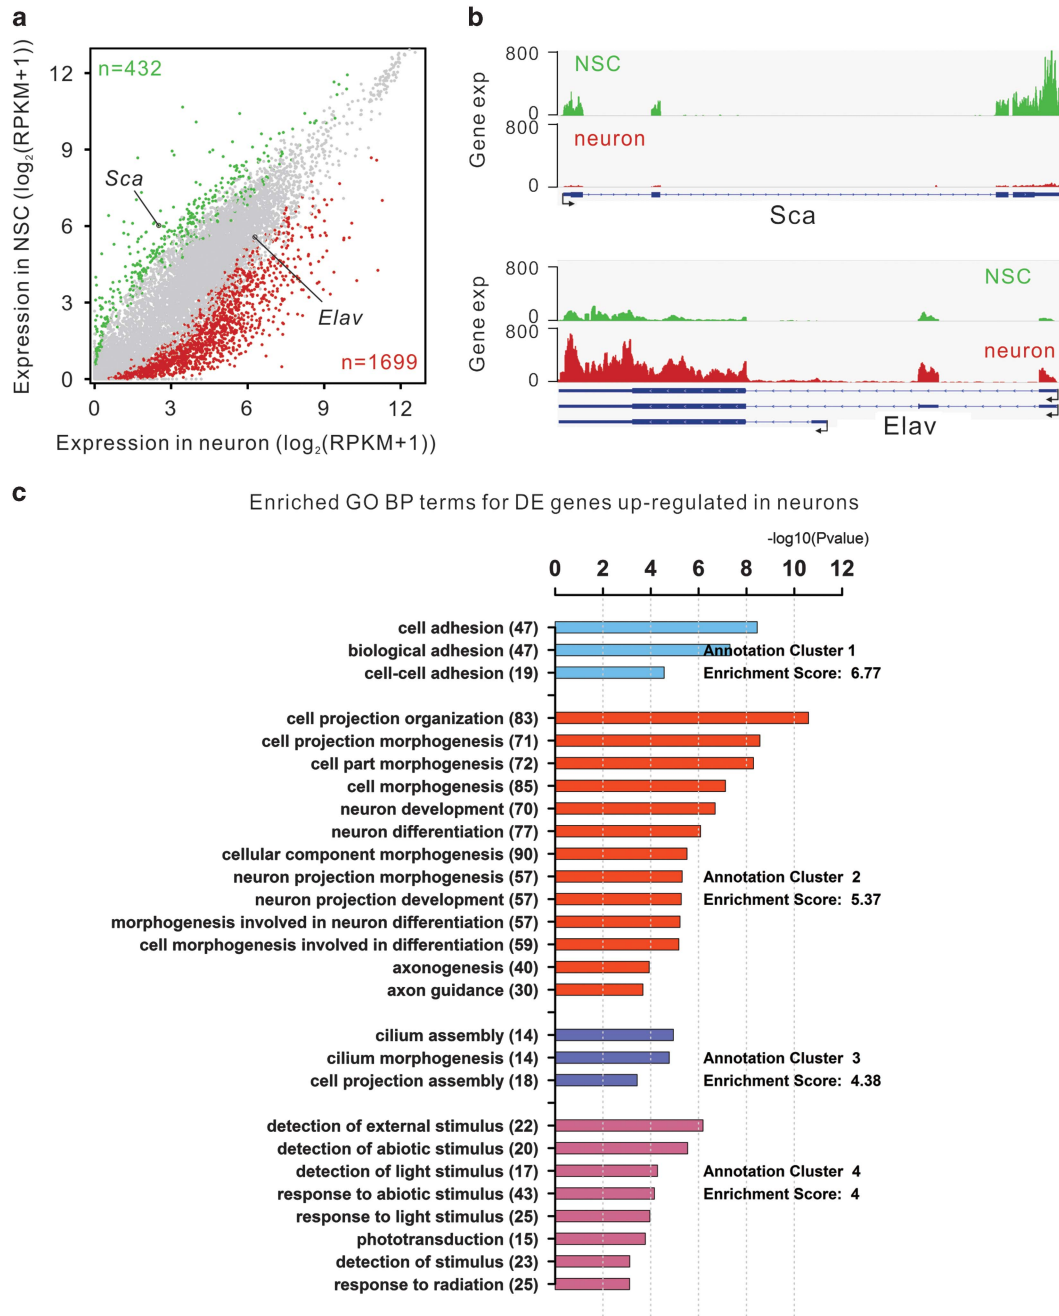 a
Expression in NSC (log2(RPKM+1))
12
9
6
3
0
n=432
Sca
Elav
n=1699
0 3 6 9 12
Expression in neuron (log2(RPKM+1))
b
Gene exp
800
NSC
0
800
neuron
0
Sca
Gene exp
800
NSC
0
800
neuron
0
Elav
c
Enriched GO BP terms for DE genes up-regulated in neurons
-log10(Pvalue)
0 2 4 6 8 10 12
cell adhesion (47)
biological adhesion (47) Annotation Cluster 1
cell-cell adhesion (19) Enrichment Score: 6.77
cell projection organization (83)
cell projection morphogenesis (71)
cell part morphogenesis (72)
cell morphogenesis (85)
neuron development (70)
neuron differentiation (77)
cellular component morphogenesis (90)
neuron projection morphogenesis (57) Annotation Cluster 2
neuron projection development (57) Enrichment Score: 5.37
morphogenesis involved in neuron differentiation (57)
cell morphogenesis involved in differentiation (59)
axonogenesis (40)
axon guidance (30)
cilium assembly (14)
cilium morphogenesis (14) Annotation Cluster 3
cell projection assembly (18) Enrichment Score: 4.38
detection of external stimulus (22)
detection of abiotic stimulus (20)
detection of light stimulus (17) Annotation Cluster 4
response to abiotic stimulus (43) Enrichment Score: 4
response to light stimulus (25)
phototransduction (15)
detection of stimulus (23)
response to radiation (25)